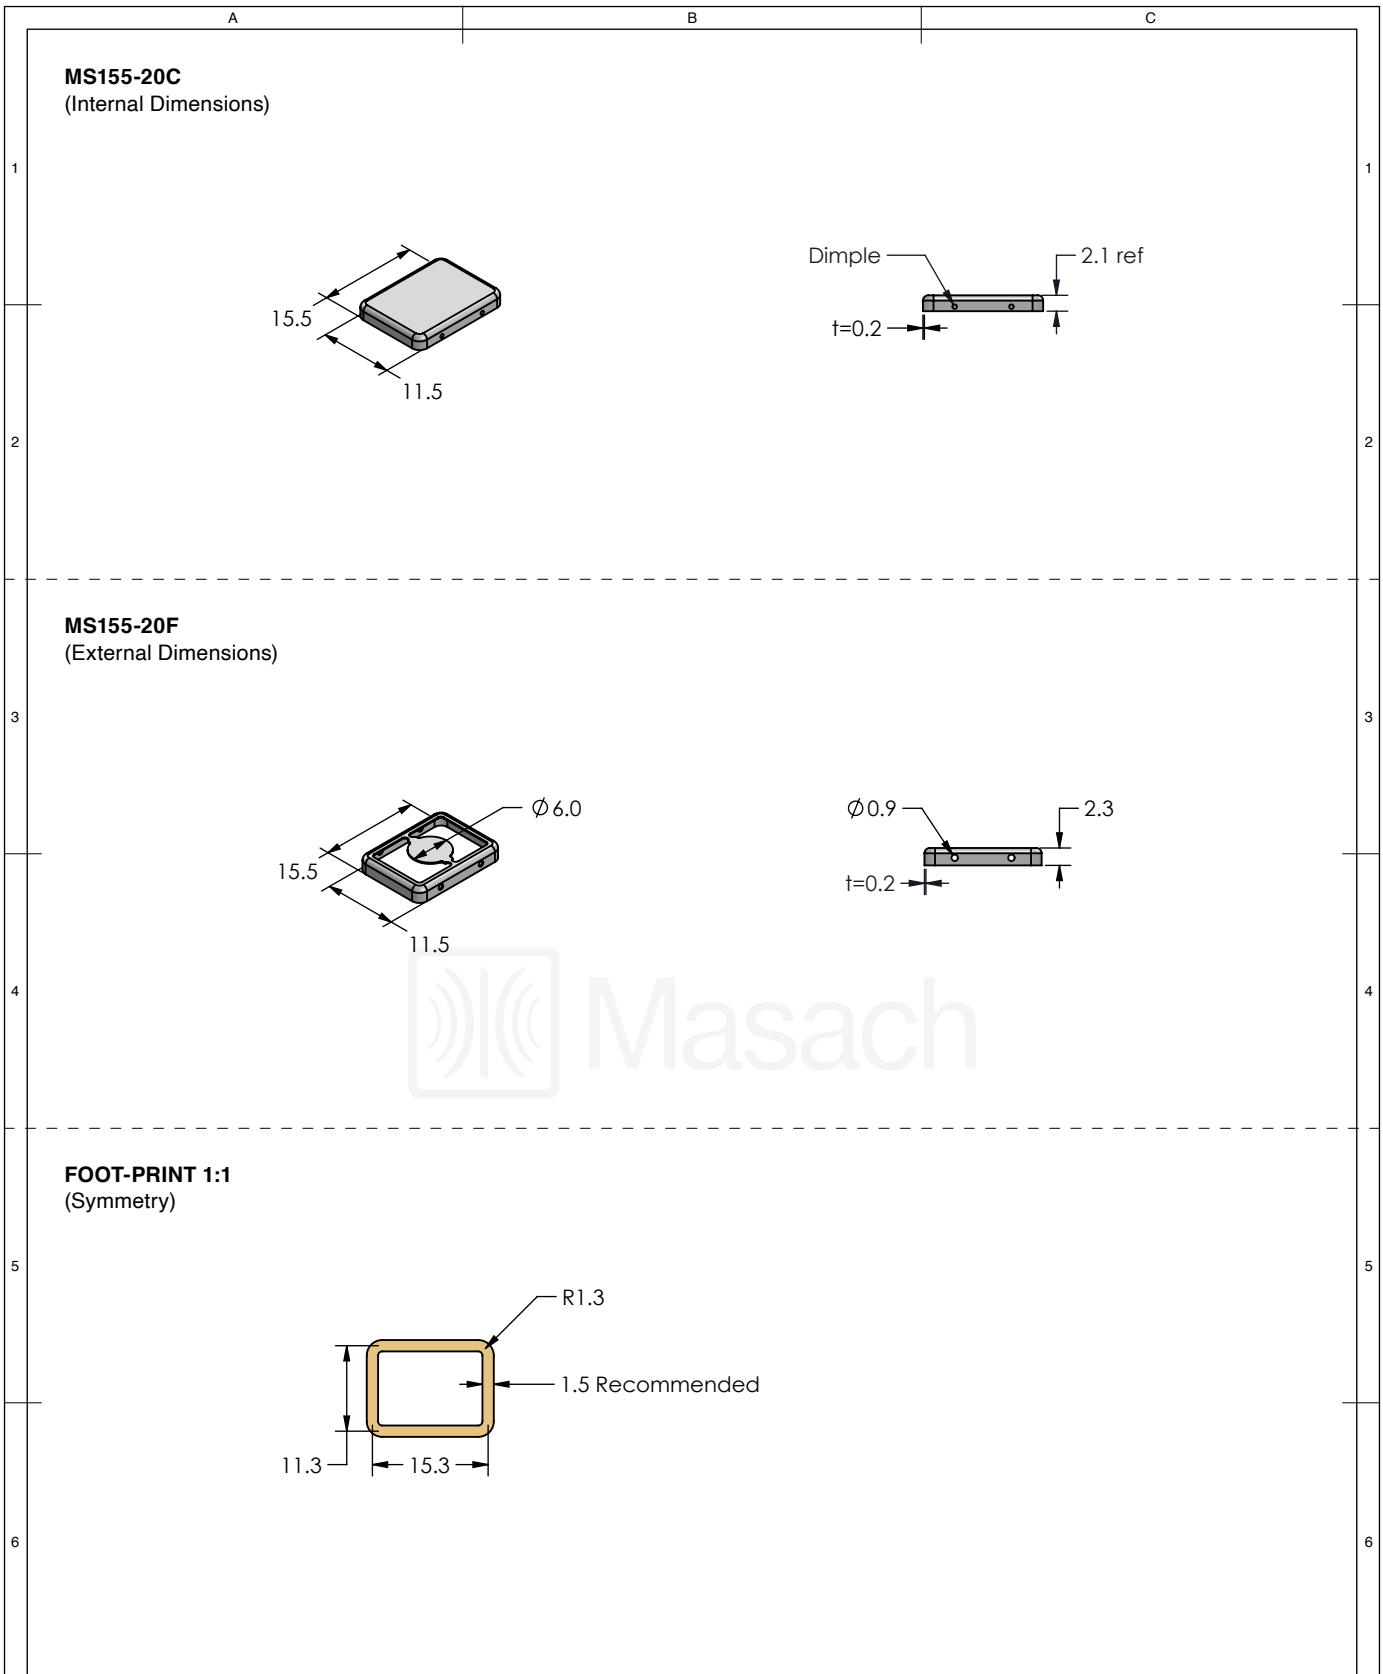 A B C
MS155-20C
(Internal Dimensions)
1 1
Dimple 2.1 ref
15.5 t=0.2
11.5
2 2
MS155-20F
(External Dimensions)
3 3
Ø6.0 Ø0.9 2.3
15.5 t=0.2
11.5
4 Masach 4
FOOT-PRINT 1:1
(Symmetry)
5 5
R1.3
1.5 Recommended
11.3 15.3
6 6